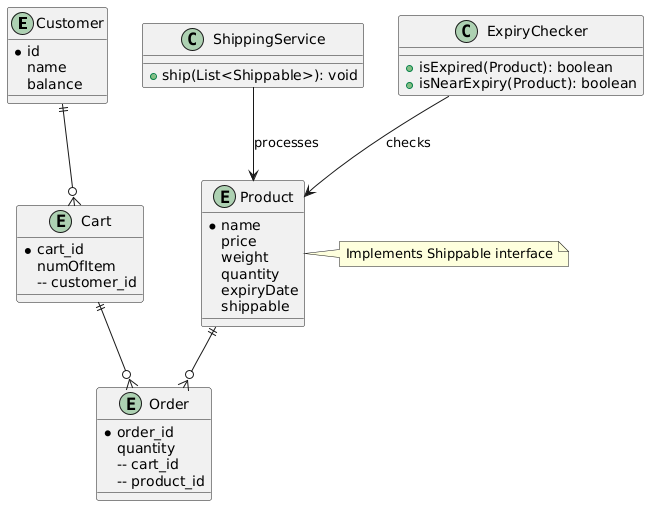 E Customer
id
name
balance
C ShippingService
ship(List<Shippable>): void
C ExpiryChecker
isExpired(Product): boolean
isNearExpiry(Product): boolean
processes
checks
E Cart
cart_id
numOfItem
-- customer_id
E Product
name
price
weight
quantity
expiryDate
shippable
Implements Shippable interface
E Order
order_id
quantity
-- cart_id
-- product_id